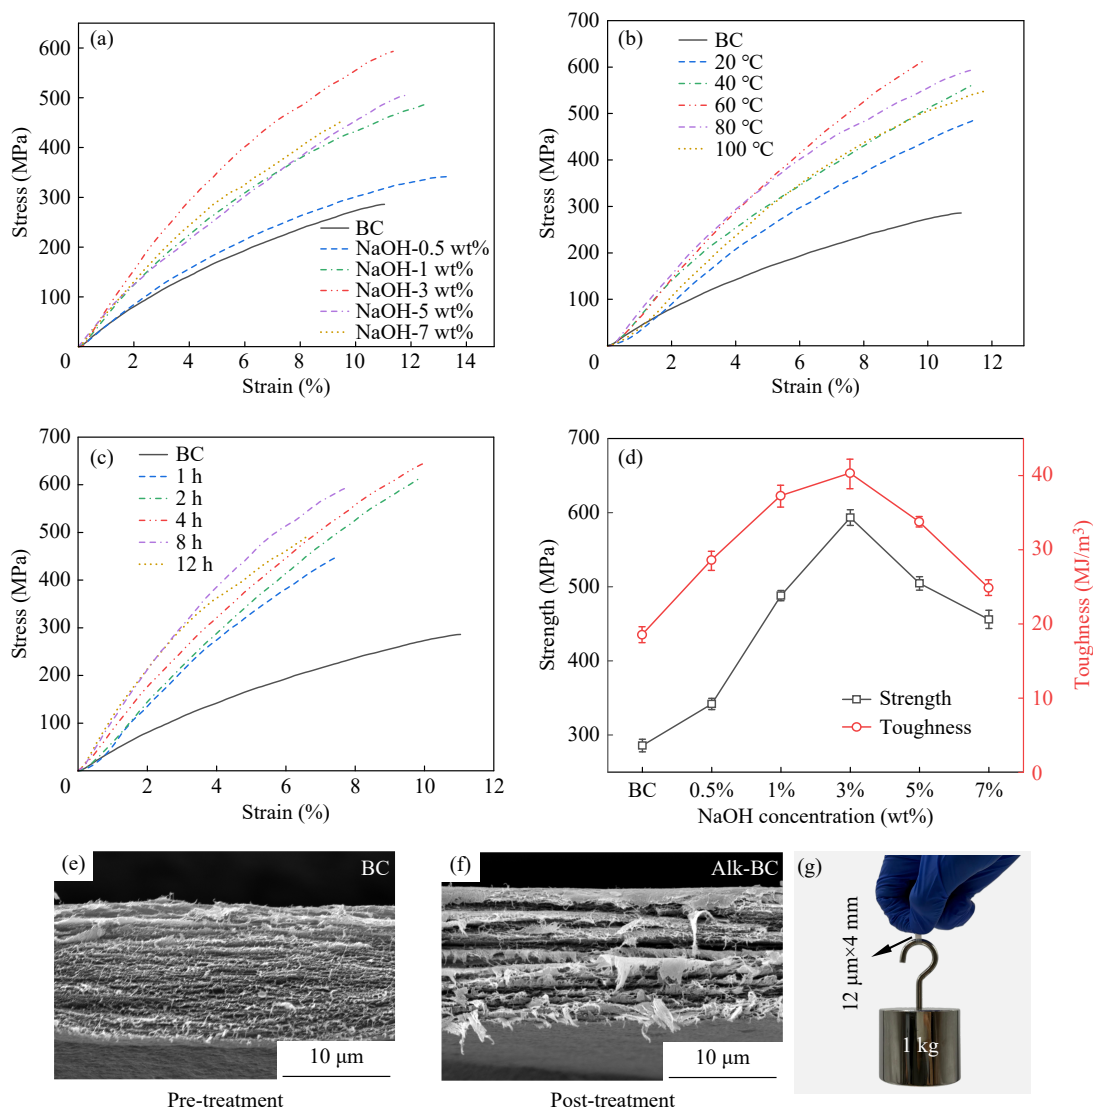 (a)
600
500
400
300
200
100
0
2
4
6
8
10
12
14
Stress (MPa)
Strain (%)
BC
NaOH-0.5 wt%
NaOH-1 wt%
NaOH-3 wt%
NaOH-5 wt%
NaOH-7 wt%
(b)
700
600
500
400
300
200
100
0
2
4
6
8
10
12
Stress (MPa)
Strain (%)
BC
20 ℃
40 ℃
60 ℃
80 ℃
100 ℃
(c)
700
600
500
400
300
200
100
0
2
4
6
8
10
12
Stress (MPa)
Strain (%)
BC
1 h
2 h
4 h
8 h
12 h
(d)
700
600
500
400
300
Strength (MPa)
40
30
20
10
0
Toughness (MJ/m³)
Strength
Toughness
BC
0.5%
1%
3%
5%
7%
NaOH concentration (wt%)
(e)
BC
10 μm
Pre-treatment
(f)
Alk-BC
10 μm
Post-treatment
(g)
12 μm×4 mm
1 kg